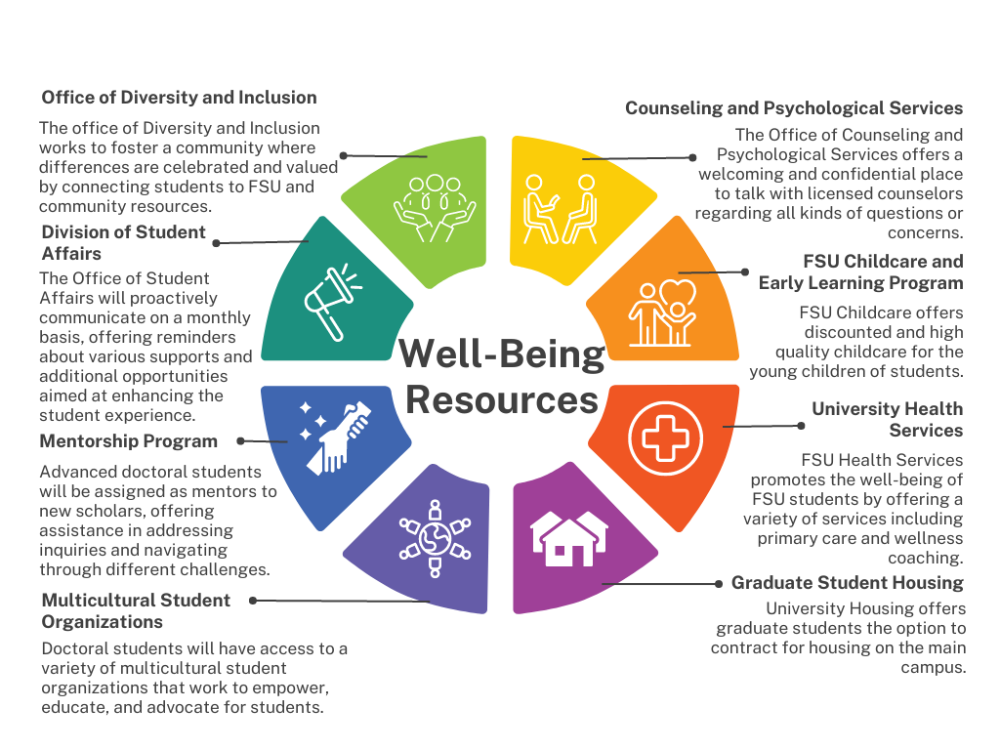 Office of Diversity and Inclusion
The office of Diversity and Inclusion
works to foster a community where
differences are celebrated and valued
by connecting students to FSU and
community resources.
Division of Student
Affairs
The Office of Student
Affairs will proactively
communicate on a monthly
basis, offering reminders
about various supports and
additional opportunities
aimed at enhancing the
student experience.
Mentorship Program
Advanced doctoral students
will be assigned as mentors to
new scholars, offering
assistance in addressing
inquiries and navigating
through different challenges.
Multicultural Student
Organizations
Doctoral students will have access to a
variety of multicultural student
organizations that work to empower,
educate, and advocate for students.
Well-Being
Resources
Counseling and Psychological Services
The Office of Counseling and
Psychological Services offers a
welcoming and confidential place
to talk with licensed counselors
regarding all kinds of questions or
concerns.
FSU Childcare and
Early Learning Program
FSU Childcare offers
discounted and high
quality childcare for the
young children of students.
University Health
Services
FSU Health Services
promotes the well-being of
FSU students by offering a
variety of services including
primary care and wellness
coaching.
Graduate Student Housing
University Housing offers
graduate students the option to
contract for housing on the main
campus.